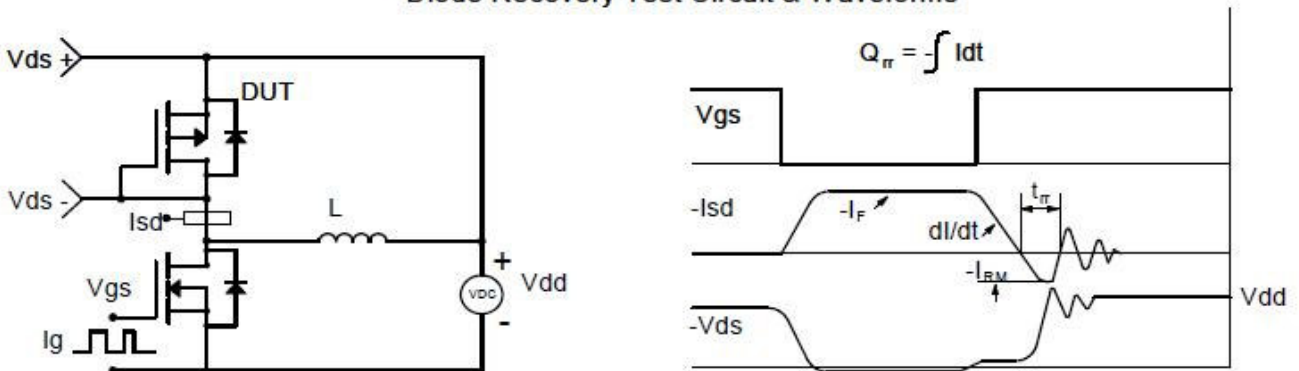 Diode Recovery Test Circuit & Waveforms
Vds +
DUT
Vds -
Isd
L
Vgs
Ig
+
VDC
-
Vdd
Qrr = -∫ Idt
Vgs
-Isd
-IF
dI/dt
trr
-IRM
Vdd
-Vds